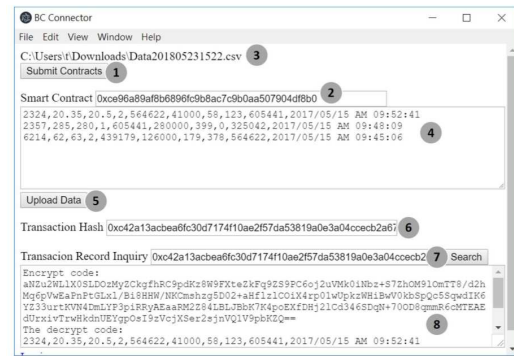 BC Connector
File Edit View Window Help
C:\Users\t\Downloads\Data201805231522.csv 3
Submit Contracts 1
Smart Contract 0xce96a89af8b6896fc9b8ac7c9b0aa507904df8b0 2
2324,20.35,20.5,2,564622,41000,58,123,605441,2017/05/15 AM 09:52:41
2357,285,280,1,605441,280000,399,0,325042,2017/05/15 AM 09:48:09
6214,62,63,2,439179,126000,179,378,564622,2017/05/15 AM 09:45:06
4
Upload Data 5
Transaction Hash 0xc42a13acbea6fc30d7174f10ae2f57da53819a0e3a04ccecb2a67 6
Transacion Record Inquiry 0xc42a13acbea6fc30d7174f10ae2f57da53819a0e3a04ccecb2 7 Search
Encrypt code:
8
The decrypt code:
2324,20.35,20.5,2,564622,41000,58,123,605441,2017/05/15 AM 09:52:41